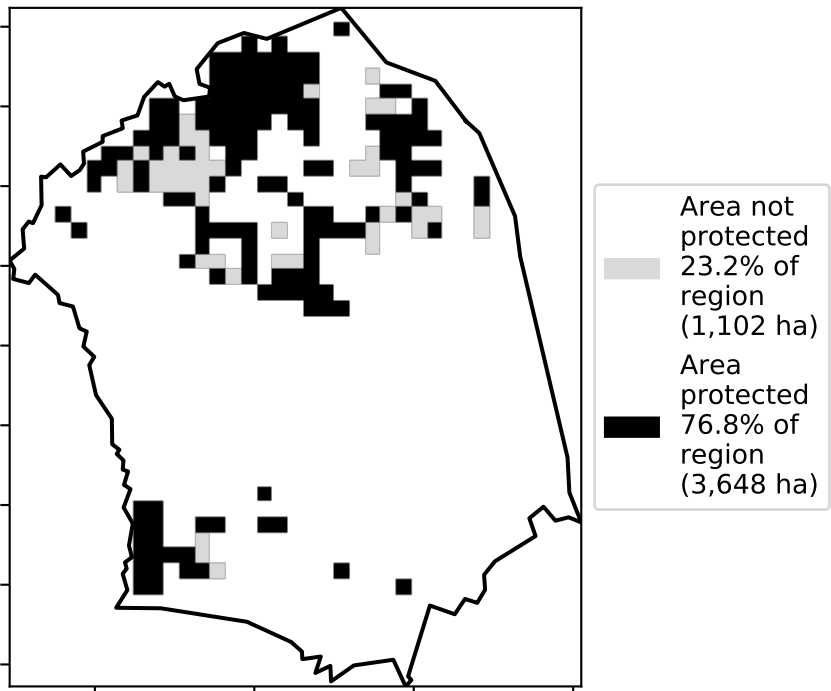 Area not
protected
23.2% of
region
(1,102 ha)
Area
protected
76.8% of
region
(3,648 ha)